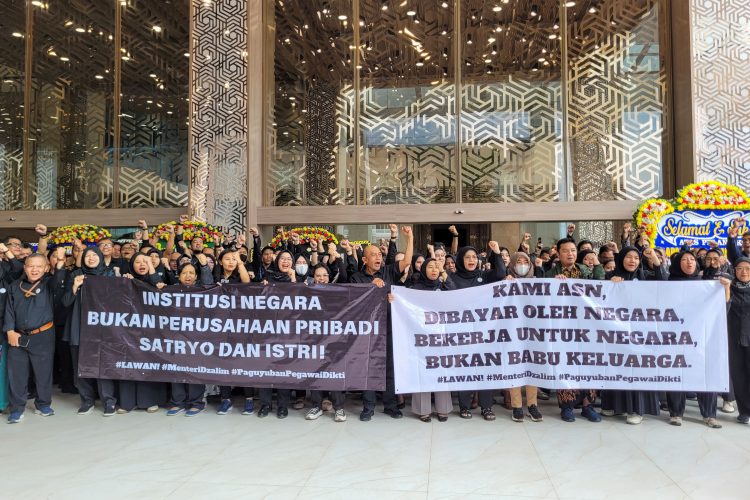 INSTITUSI NEGARA
BUKAN PERUSAHAAN PRIBADI
SATRYO DAN ISTRI!
#LAWAN! #MenteriDzalim #PaguyubanPegawaiDikti
KAMI ASN,
DIBAYAR OLEH NEGARA,
BEKERJA UNTUK NEGARA,
BUKAN BABU KELUARGA.
#LAWAN! #MenteriDzalim #PaguyubanPegawaiDikti
Selamat &